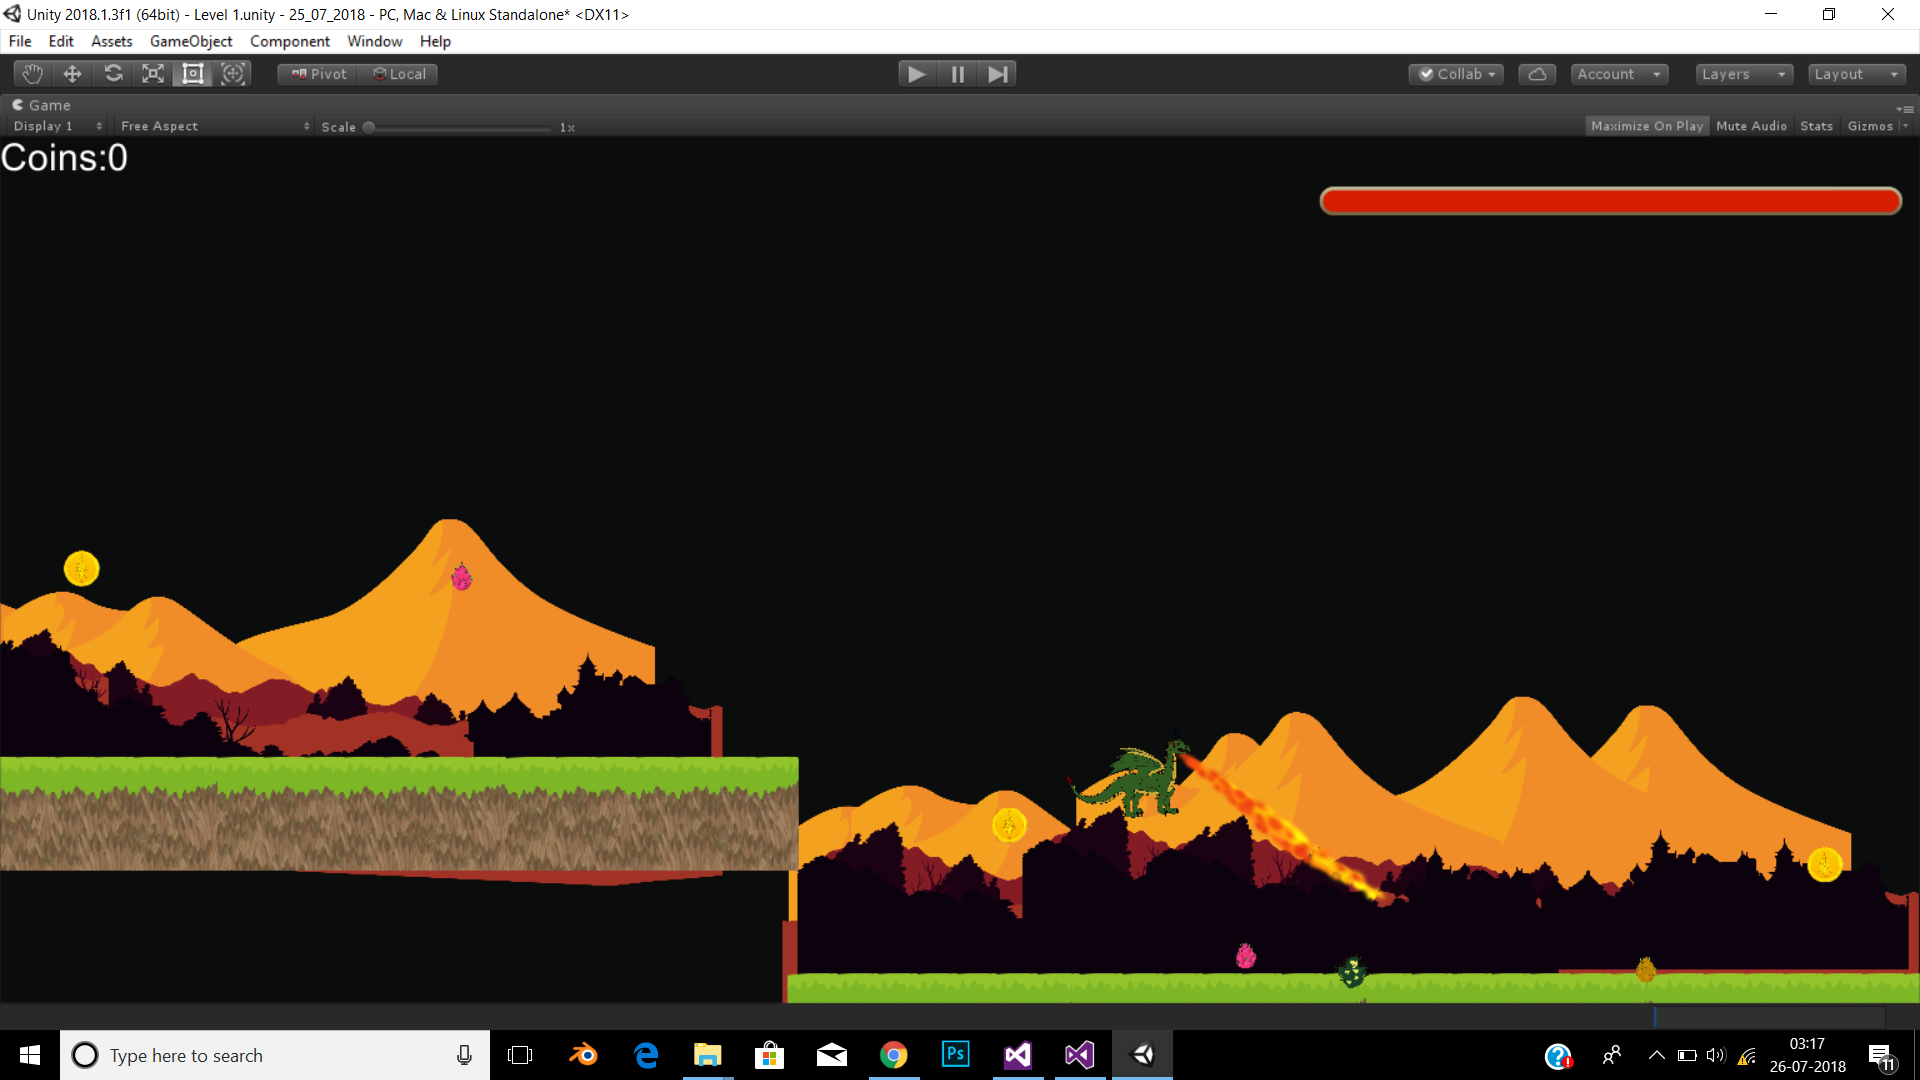 Unity 2018.1.3f1 (64bit) - Level 1.unity - 25_07_2018 - PC, Mac & Linux Standalone* <DX11>
File Edit Assets GameObject Component Window Help
Pivot Local Collab Account Layers Layout
Game
Display 1 Free Aspect Scale 1x Maximize On Play Mute Audio Stats Gizmos
Coins:0
Type here to search
Ps
03:17
26-07-2018
11